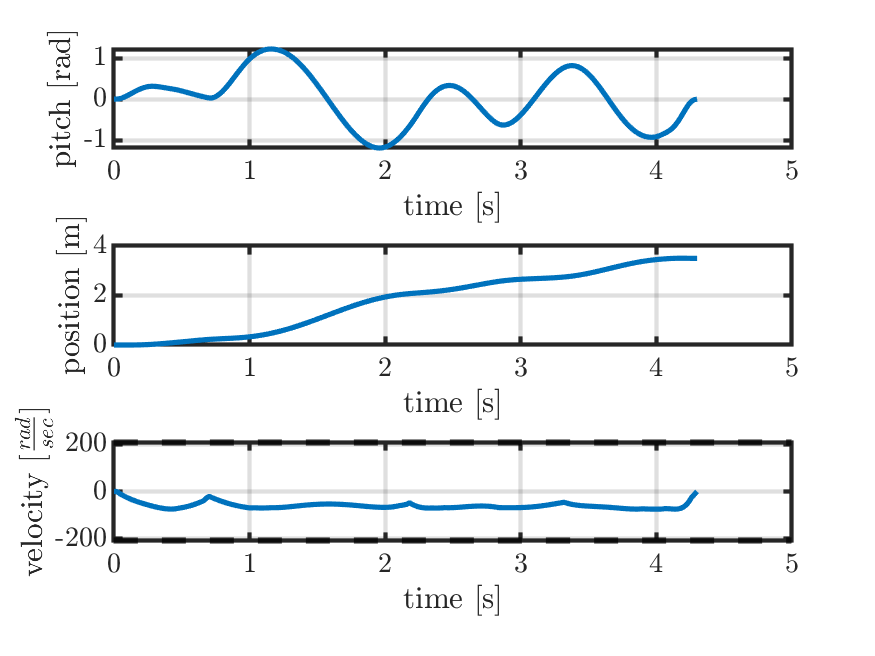 pitch [rad]
1
0
-1
0 1 2 3 4 5
time [s]
position [m]
4
2
0
0 1 2 3 4 5
time [s]
velocity [rad/sec]
200
0
-200
0 1 2 3 4 5
time [s]